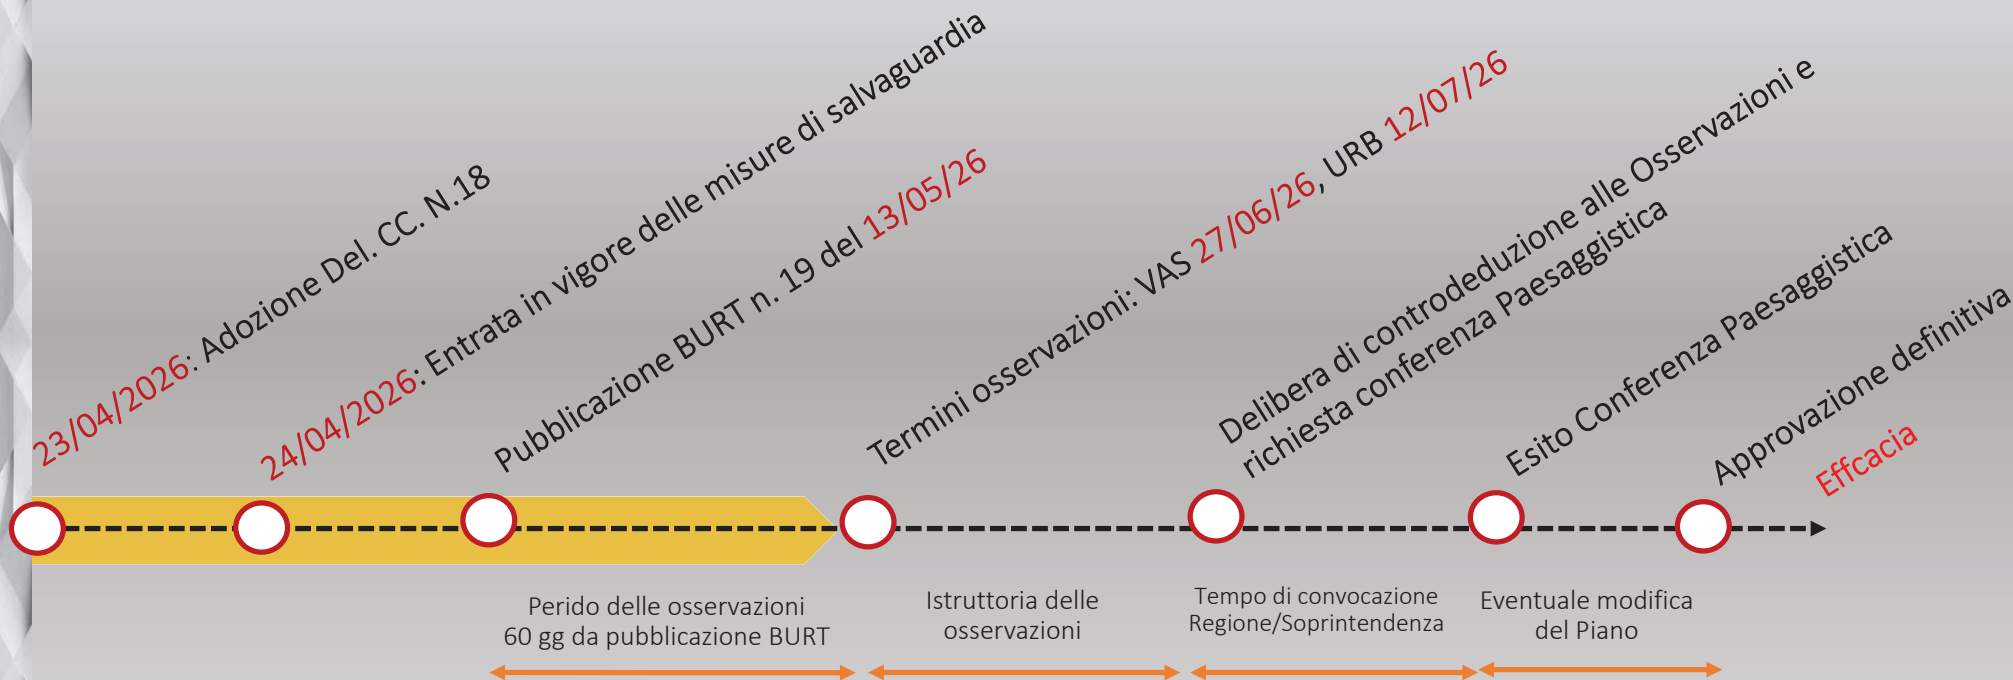 23/04/2026: Adozione Del. CC. N.18
24/04/2026: Entrata in vigore delle misure di salvaguardia
Pubblicazione BURT n. 19 del 13/05/26
Termini osservazioni: VAS 27/06/26, URB 12/07/26
Delibera di controdeduzione alle Osservazioni e
richiesta conferenza Paesaggistica
Esito Conferenza Paesaggistica
Approvazione definitiva
Effcacia
Perido delle osservazioni
60 gg da pubblicazione BURT
Istruttoria delle
osservazioni
Tempo di convocazione
Regione/Soprintendenza
Eventuale modifica
del Piano